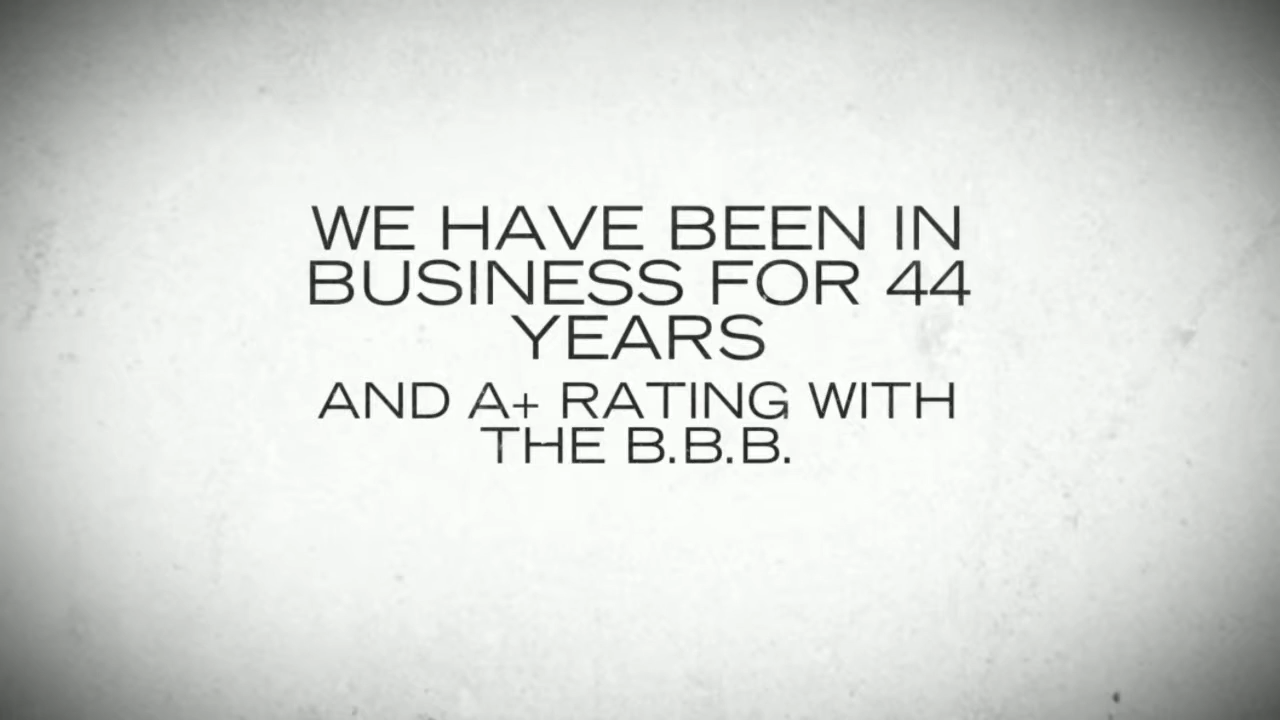 WE HAVE BEEN IN
BUSINESS FOR 44
YEARS
AND A+ RATING WITH
THE B.B.B.